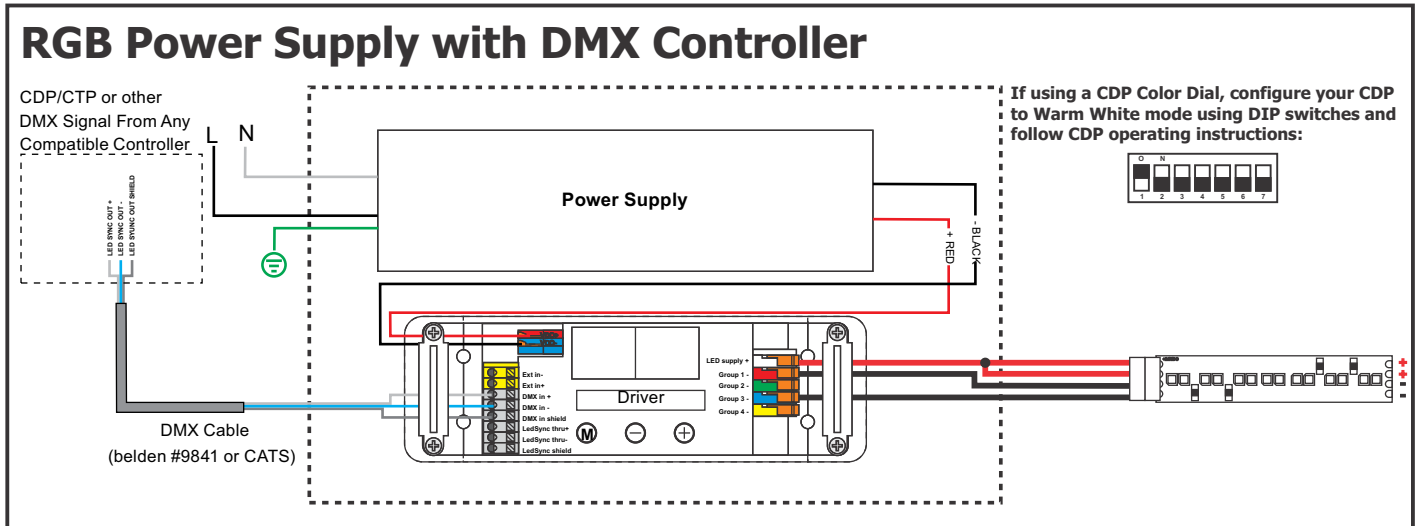 RGB Power Supply with DMX Controller
CDP/CTP or other
DMX Signal From Any
Compatible Controller
L
N
If using a CDP Color Dial, configure your CDP
to Warm White mode using DIP switches and
follow CDP operating instructions:
O N
1 2 3 4 5 6 7
LED SYNC OUT +
LED SYNC OUT -
LED SYUNC OUT SHIELD
Power Supply
+ RED
- BLACK
Ext in-
Ext in+
DMX in +
DMX in -
DMX in shield
LedSync thru+
LedSync thru-
LedSync shield
Driver
M
LED supply +
Group 1 -
Group 2 -
Group 3 -
Group 4 -
+
+
-
-
DMX Cable
(belden #9841 or CATS)